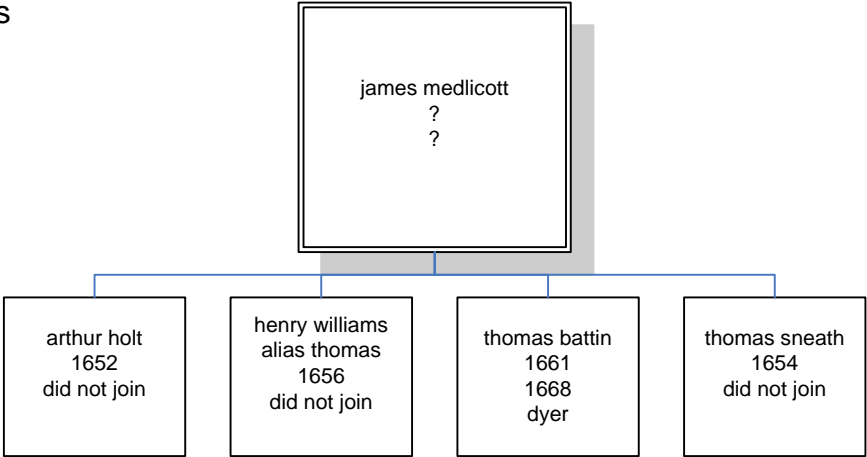 s
james medlicott
?
?
arthur holt
1652
did not join
henry williams
alias thomas
1656
did not join
thomas battin
1661
1668
dyer
thomas sneath
1654
did not join